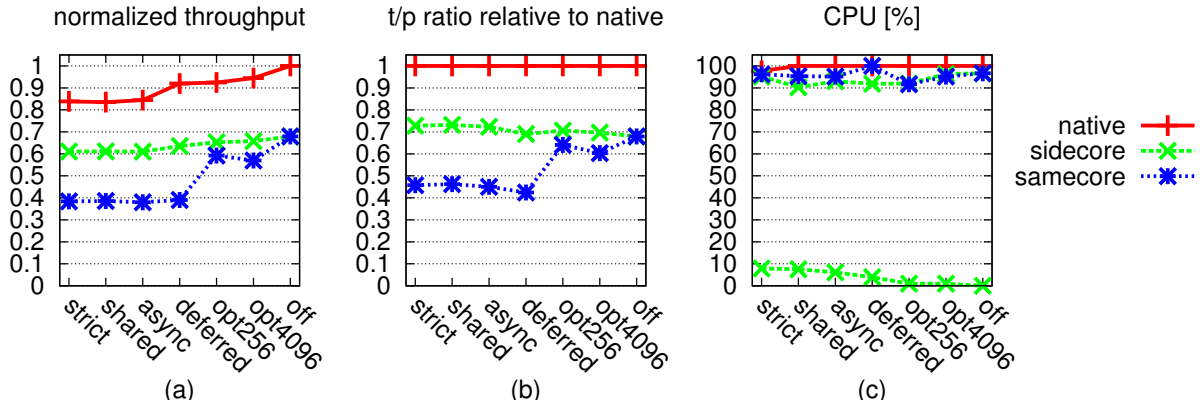 normalized throughput
1
0.9
0.8
0.7
0.6
0.5
0.4
0.3
0.2
0.1
0
strict
shared
async
deferred
opt256
opt4096
off
(a)
t/p ratio relative to native
1
0.9
0.8
0.7
0.6
0.5
0.4
0.3
0.2
0.1
0
strict
shared
async
deferred
opt256
opt4096
off
(b)
CPU [%]
100
90
80
70
60
50
40
30
20
10
0
strict
shared
async
deferred
opt256
opt4096
off
(c)
native
sidecore
samecore